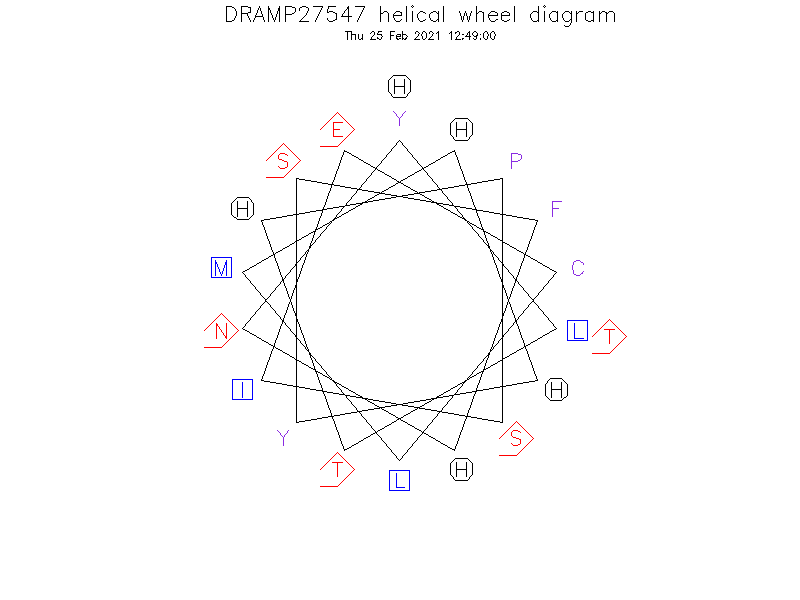 DRAMP27547 helical wheel diagram
Thu 25 Feb 2021 12:49:00
H
Y
E
H
S
P
H
F
M
C
N
L T
I
H
Y
S
T
H
L